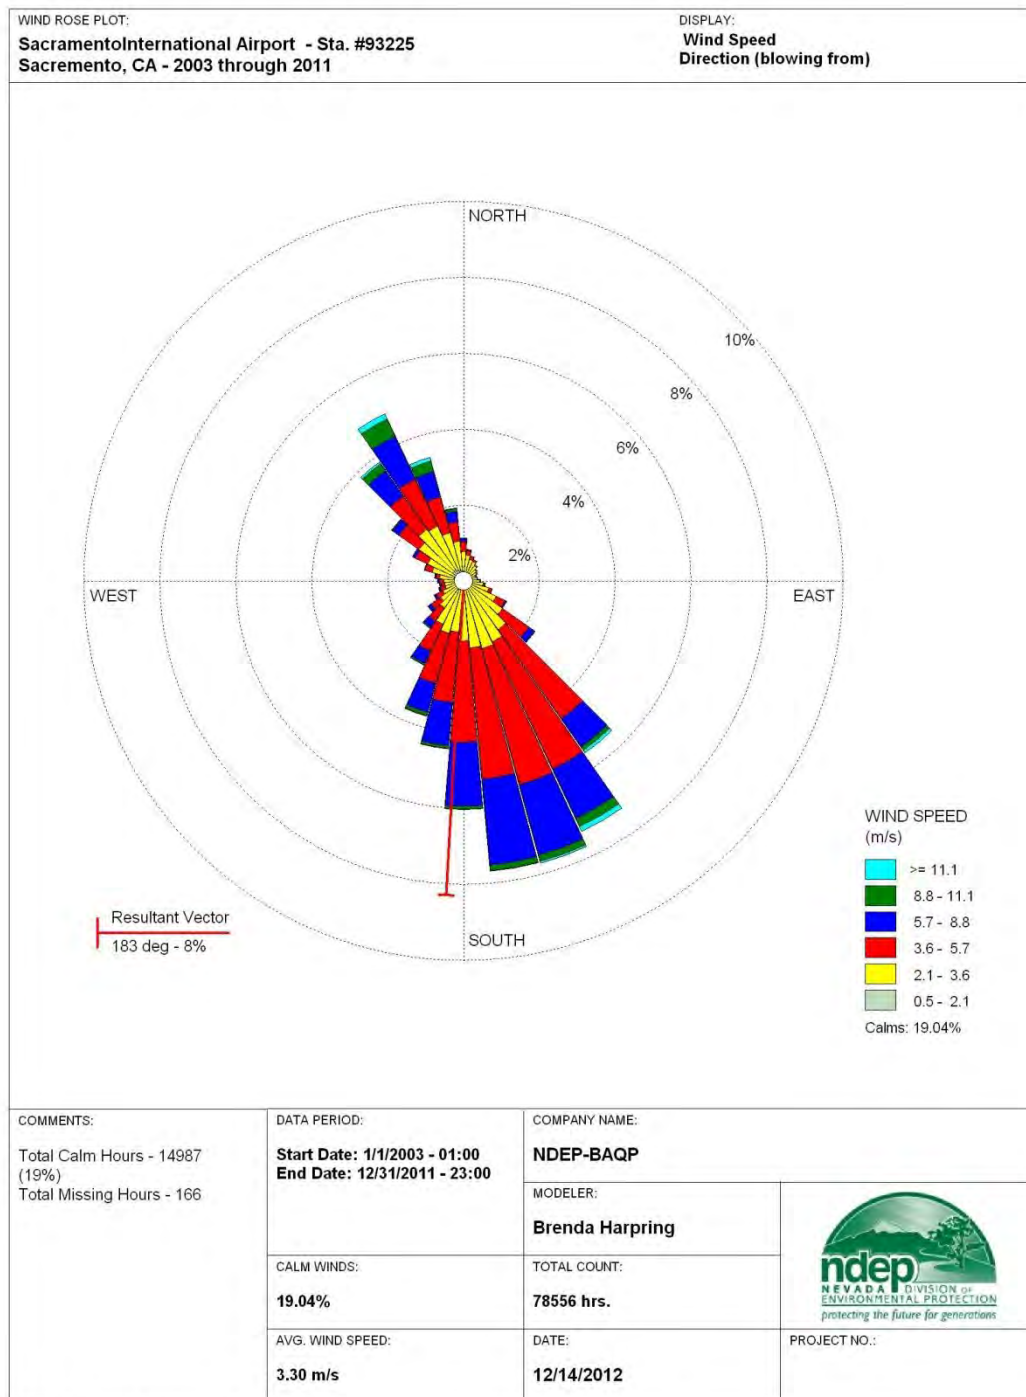 WIND ROSE PLOT:
SacramentoInternational Airport - Sta. #93225
Sacremento, CA - 2003 through 2011
DISPLAY:
Wind Speed
Direction (blowing from)
NORTH
10%
8%
6%
4%
2%
WEST
EAST
SOUTH
Resultant Vector
183 deg - 8%
WIND SPEED
(m/s)
>= 11.1
8.8 - 11.1
5.7 - 8.8
3.6 - 5.7
2.1 - 3.6
0.5 - 2.1
Calms: 19.04%
COMMENTS:
Total Calm Hours - 14987
(19%)
Total Missing Hours - 166
DATA PERIOD:
Start Date: 1/1/2003 - 01:00
End Date: 12/31/2011 - 23:00
COMPANY NAME:
NDEP-BAQP
MODELER:
Brenda Harpring
CALM WINDS:
19.04%
TOTAL COUNT:
78556 hrs.
AVG. WIND SPEED:
3.30 m/s
DATE:
12/14/2012
ndep
NEVADA DIVISION OF
ENVIRONMENTAL PROTECTION
protecting the future for generations
PROJECT NO.: